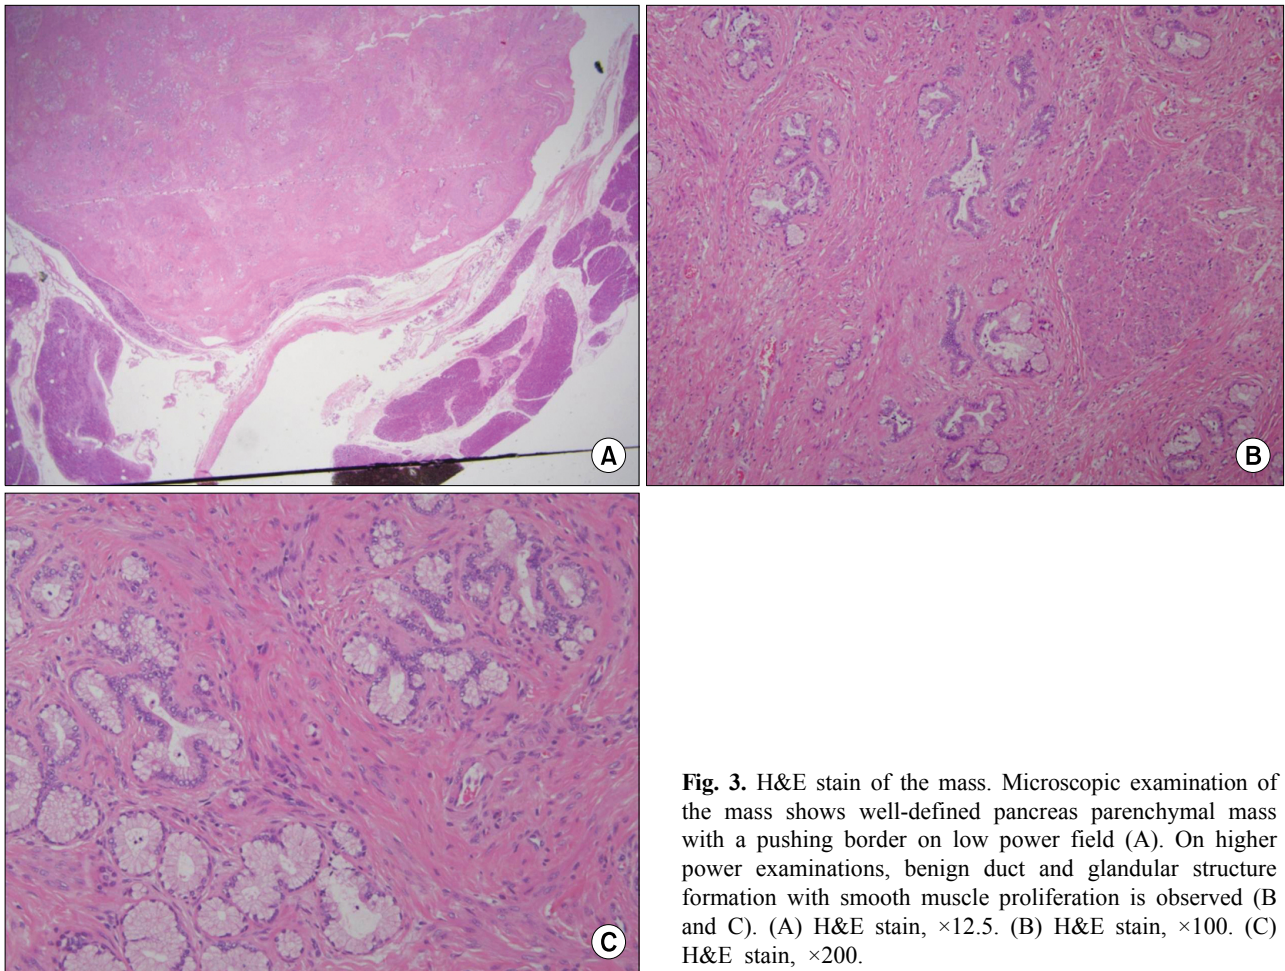 A
B
C
Fig. 3. H&E stain of the mass. Microscopic examination of
the mass shows well-defined pancreas parenchymal mass
with a pushing border on low power field (A). On higher
power examinations, benign duct and glandular structure
formation with smooth muscle proliferation is observed (B
and C). (A) H&E stain, ×12.5. (B) H&E stain, ×100. (C)
H&E stain, ×200.